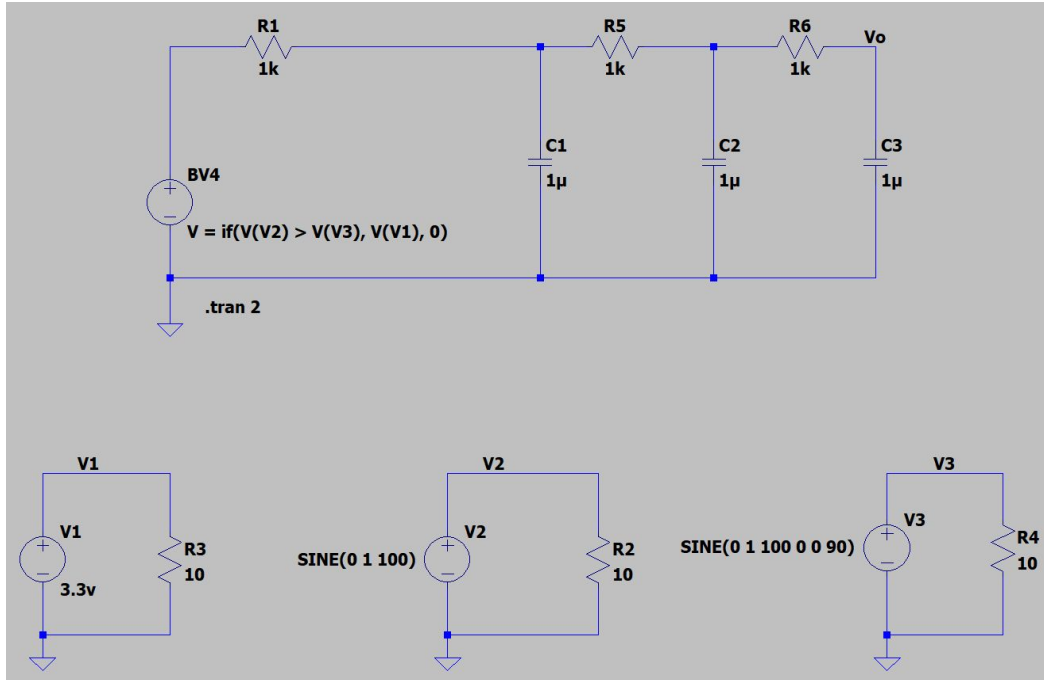 R1
1k
R5
1k
R6
1k
Vo
BV4
V = if(V(V2) > V(V3), V(V1), 0)
C1
1µ
C2
1µ
C3
1µ
.tran 2
V1
V1
3.3v
R3
10
V2
V2
SINE(0 1 100)
R2
10
V3
V3
SINE(0 1 100 0 0 90)
R4
10